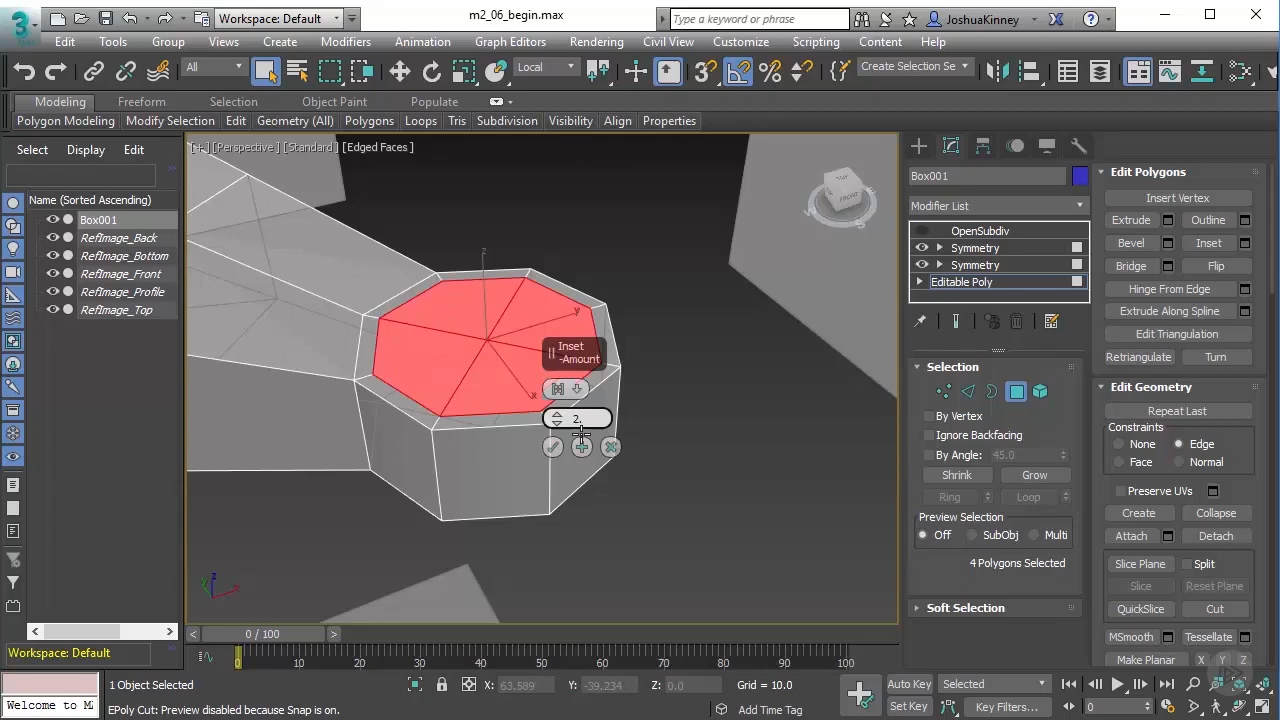 3
MAX
Workspace: Default
m2_06_begin.max
Type a keyword or phrase
JoshuaKinney
Edit Tools Group Views Create Modifiers Animation Graph Editors Rendering Civil View Customize Scripting Content Help
All
Local
3
%
Create Selection Se
Modeling Freeform Selection Object Paint Populate
Polygon Modeling Modify Selection Edit Geometry (All) Polygons Loops Tris Subdivision Visibility Align Properties
Select Display Edit
Name (Sorted Ascending)
Box001
RefImage_Back
RefImage_Bottom
RefImage_Front
RefImage_Profile
RefImage_Top
Workspace: Default
[+] [Perspective] [Standard] [Edged Faces]
TOP
FRONT
W
S
z
y
x
Inset
-Amount
2.
z
y
x
Box001
Modifier List
OpenSubdiv
Symmetry
Symmetry
Editable Poly
Selection
By Vertex
Ignore Backfacing
By Angle: 45.0
Shrink Grow
Ring Loop
Preview Selection
Off SubObj Multi
4 Polygons Selected
Soft Selection
Edit Polygons
Insert Vertex
Extrude Outline
Bevel Inset
Bridge Flip
Hinge From Edge
Extrude Along Spline
Edit Triangulation
Retriangulate Turn
Edit Geometry
Repeat Last
Constraints
None Edge
Face Normal
Preserve UVs
Create Collapse
Attach Detach
Slice Plane Split
Slice Reset Plane
QuickSlice Cut
MSmooth Tessellate
Make Planar X Y Z
< 0 / 100 >
0 10 20 30 40 50 60 70 80 90 100
Welcome to M
1 Object Selected
EPoly Cut: Preview disabled because Snap is on.
X: 63.589 Y: -39.234 Z: 0.0 Grid = 10.0
Add Time Tag
Auto Key Selected
Set Key Key Filters...
0